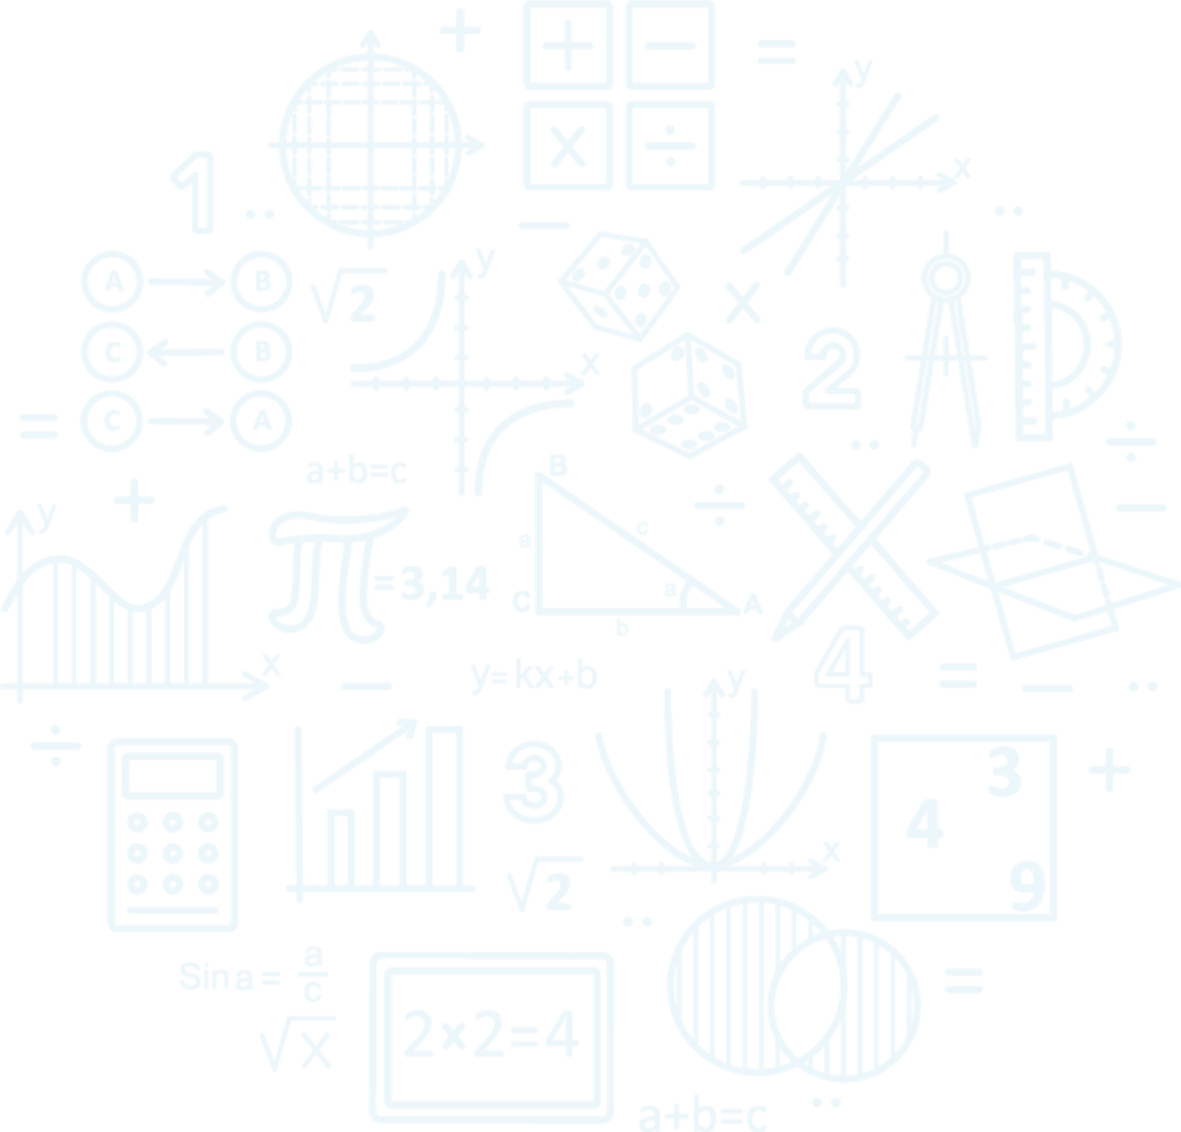 +
+ −
=
× ÷
y
x
1
−
A → B
√2
y
x
C ← B
x
2
=
C → A
÷
a+b=c
B
+
÷
−
y
a
c
π = 3,14
C
a
A
b
x
−
y=kx+b
y
4
=
−
÷
3
x
3
4
9
+
√2
Sin a = a/c
=
√x
2×2=4
a+b=c